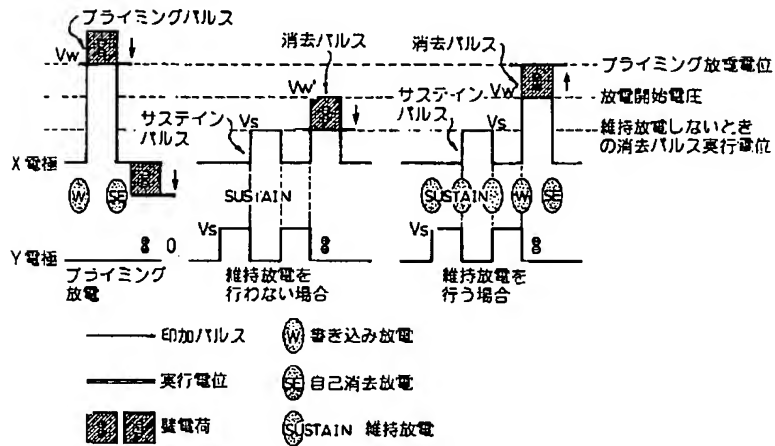 プライミングパルス
Vw
X電極
W
SE
0
Y電極
プライミング
放電
消去パルス
Vw'
サステイン
パルス
Vs
SUSTAIN
Vs
維持放電を
行わない場合
消去パルス
Vw
サステイン
パルス
Vs
SUSTAIN
W
SE
Vs
維持放電を
行う場合
プライミング放電電位
放電開始電圧
維持放電しないとき
の消去パルス実行電位
印加パルス
W 書き込み放電
実行電位
SE 自己消去放電
壁電荷
SUSTAIN 維持放電